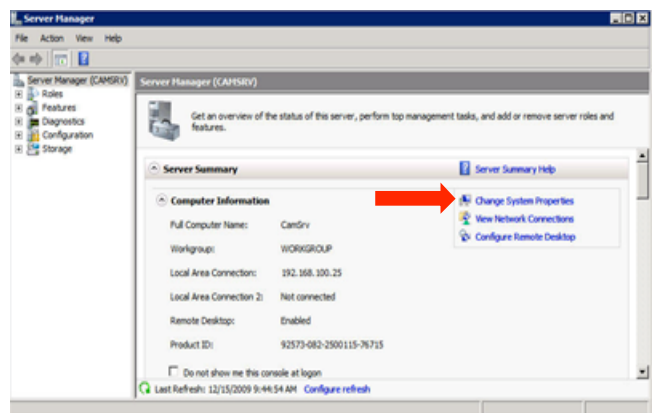 Server Manager
File Action View Help
Server Manager (CAMSRV)
Roles
Features
Diagnostics
Configuration
Storage
Server Manager (CAMSRV)
Get an overview of the status of this server, perform top management tasks, and add or remove server roles and
features.
Server Summary
Server Summary Help
Computer Information
Change System Properties
View Network Connections
Configure Remote Desktop
Full Computer Name: CamSrv
Workgroup: WORKGROUP
Local Area Connection: 192.168.100.25
Local Area Connection 2: Not connected
Remote Desktop: Enabled
Product ID: 92573-082-2500115-76715
Do not show me this console at logon
Last Refresh: 12/15/2009 9:44:54 AM Configure refresh